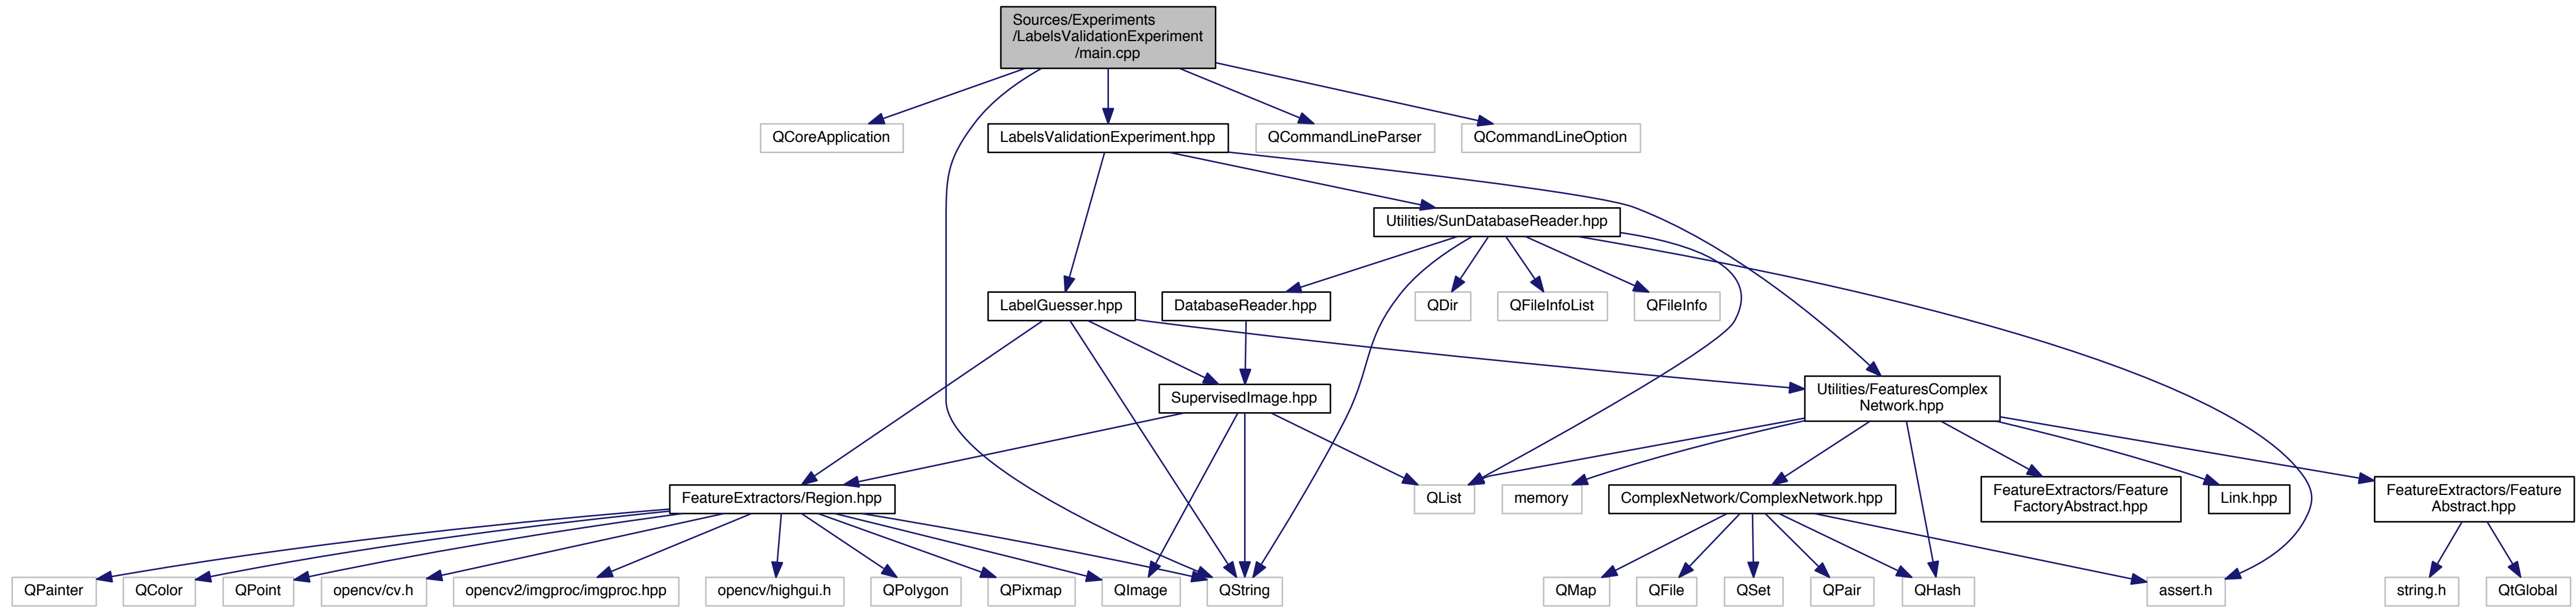 Sources/Experiments
/LabelsValidationExperiment
/main.cpp
QCoreApplication
LabelsValidationExperiment.hpp
QCommandLineParser
QCommandLineOption
Utilities/SunDatabaseReader.hpp
LabelGuesser.hpp
DatabaseReader.hpp
QDir
QFileInfoList
QFileInfo
SupervisedImage.hpp
Utilities/FeaturesComplex
Network.hpp
FeatureExtractors/Region.hpp
QList
memory
ComplexNetwork/ComplexNetwork.hpp
FeatureExtractors/Feature
FactoryAbstract.hpp
Link.hpp
FeatureExtractors/Feature
Abstract.hpp
QPainter
QColor
QPoint
opencv/cv.h
opencv2/imgproc/imgproc.hpp
opencv/highgui.h
QPolygon
QPixmap
QImage
QString
QMap
QFile
QSet
QPair
QHash
assert.h
string.h
QtGlobal